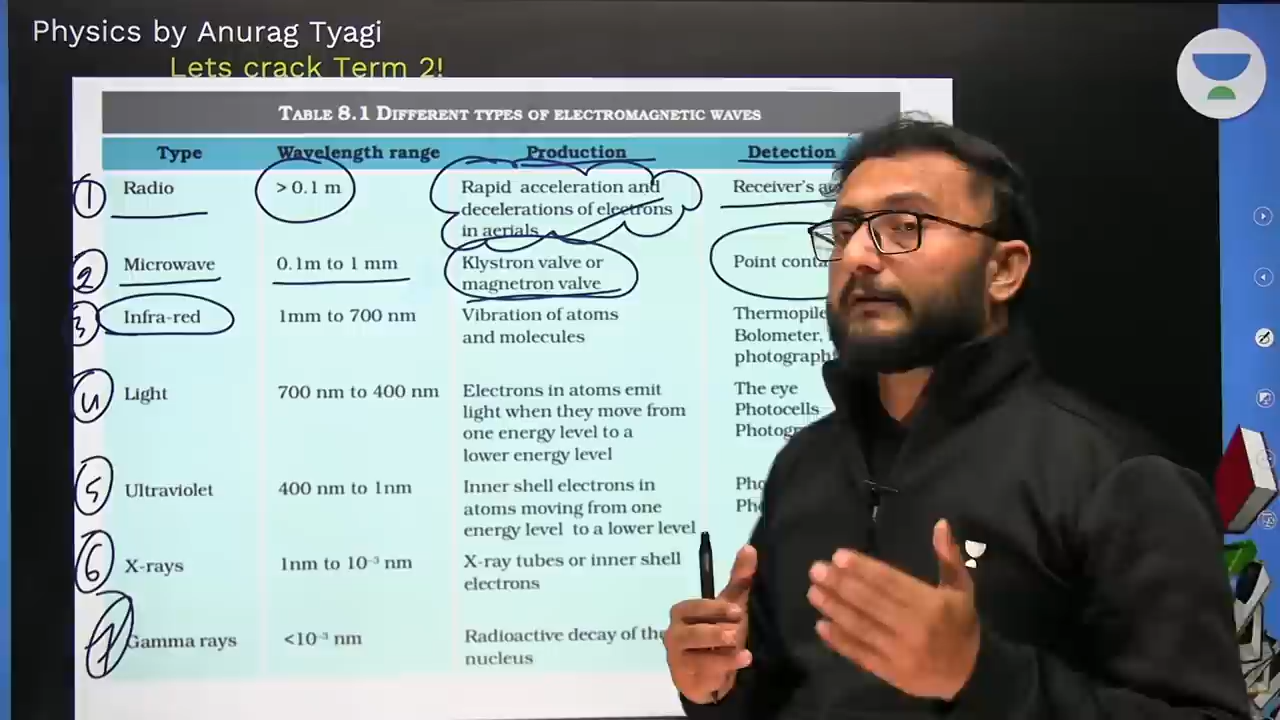 Physics by Anurag Tyagi
Lets crack Term 2!
TABLE 8.1 DIFFERENT TYPES OF ELECTROMAGNETIC WAVES
Type Wavelength range Production Detection
1 Radio > 0.1 m Rapid acceleration and Receiver's
decelerations of electrons
in aerials
2 Microwave 0.1m to 1 mm Klystron valve or Point
magnetron valve
3 Infra-red 1mm to 700 nm Vibration of atoms Thermopile
and molecules Bolometer,
4 Light 700 nm to 400 nm Electrons in atoms emit The eye
light when they move from Photocells
one energy level to a
lower energy level
5 Ultraviolet 400 nm to 1nm Inner shell electrons in
atoms moving from one
energy level to a lower level
6 X-rays 1nm to 10⁻³ nm X-ray tubes or inner shell
electrons
7 Gamma rays <10⁻³ nm Radioactive decay of the
nucleus